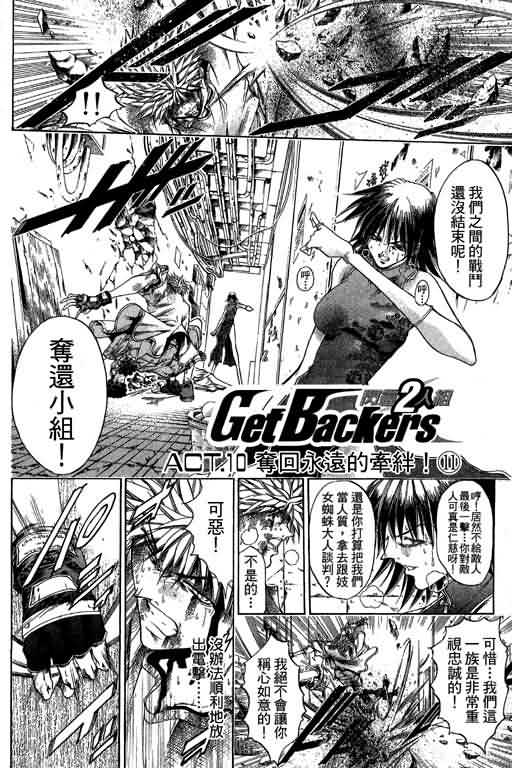 !!
我們之間的戰鬥
還沒結束呢！
呼…
呼…
奪還小組！
閃電2人組
GetBackers
ACT.10 奪回永遠的牽絆！⑪
哼！居然不給敵人
最後一擊…你對敵
人可真是仁慈呀。
還是你打算把我們
當人質，拿去跟妓
女蜘蛛大人談判？
不是的…
可惡！
沒辦法順利地放
出電擊……
可惜…我們這
一族是非常重
視忠誠的！
我絕不會讓你
稱心如意的！